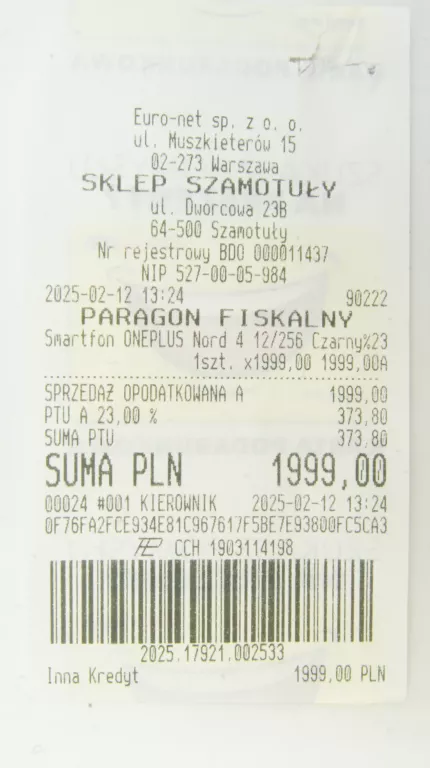 Euro-net sp. z o. o.
ul. Muszkieterów 15
02-273 Warszawa
SKLEP SZAMOTUŁY
ul. Dworcowa 23B
64-500 Szamotuły
Nr rejestrowy BDO 000011437
NIP 527-00-05-984
2025-02-12 13:24 90222
PARAGON FISKALNY
Smartfon ONEPLUS Nord 4 12/256 Czarny%23
1szt. x1999,00 1999,00A
SPRZEDAŻ OPODATKOWANA A 1999,00
PTU A 23,00 % 373,80
SUMA PTU 373,80
SUMA PLN 1999,00
00024 #001 KIEROWNIK 2025-02-12 13:24
0F76FA2FCE934E81C967617F5BE7E93800FC5CA3
CCH 1903114198
2025.17921.002533
Inna Kredyt 1999,00 PLN